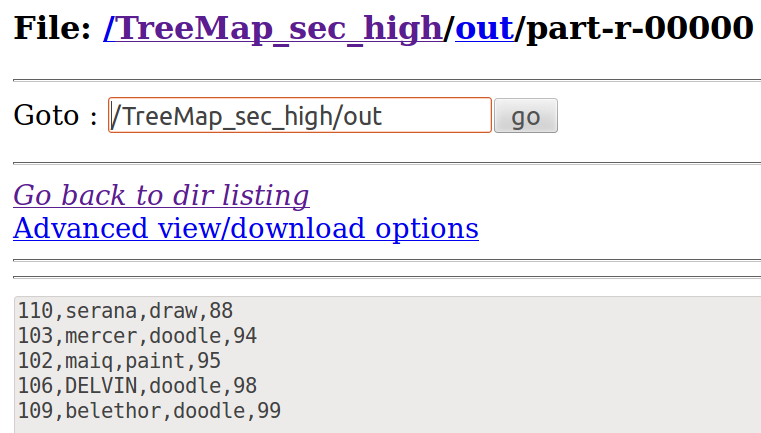 File: /TreeMap_sec_high/out/part-r-00000
Goto : /TreeMap_sec_high/out go
Go back to dir listing
Advanced view/download options
110,serana,draw,88
103,mercer,doodle,94
102,maiq,paint,95
106,DELVIN,doodle,98
109,belethor,doodle,99